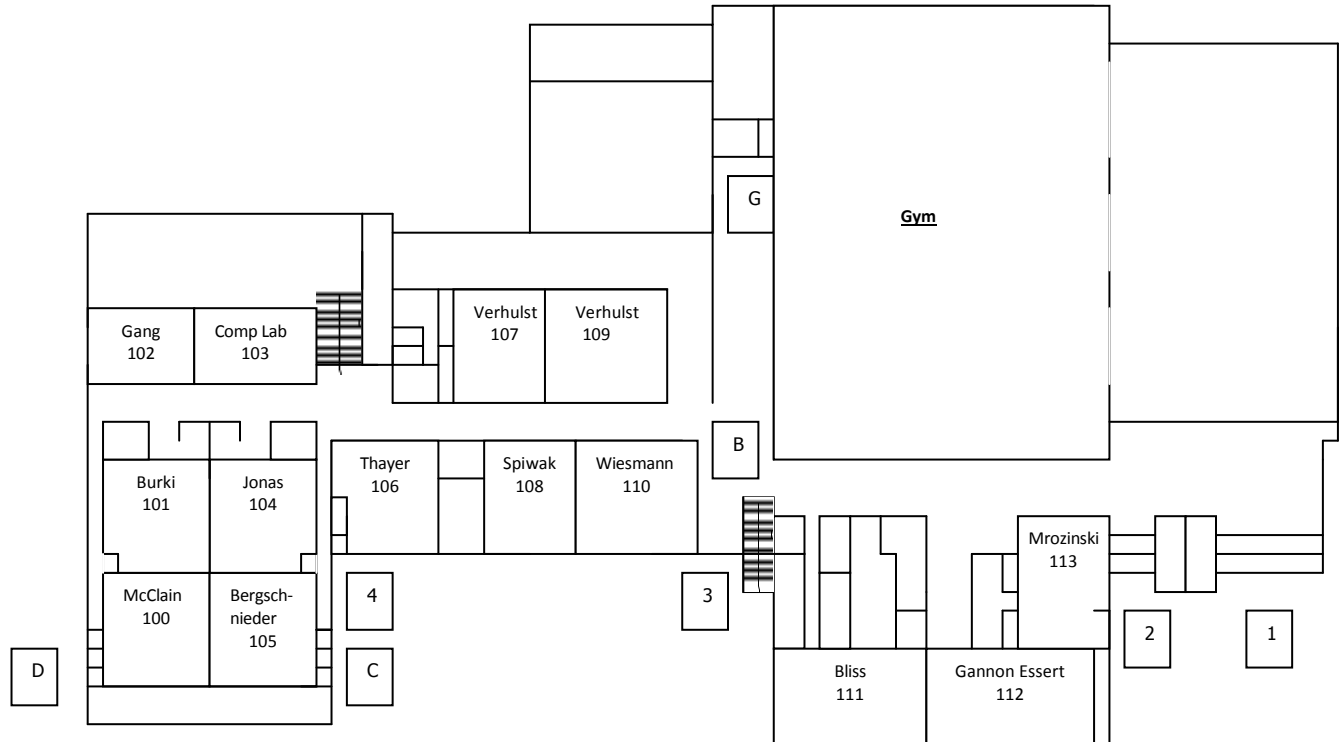 G
Gym
Gang
102
Comp Lab
103
Verhulst
107
Verhulst
109
B
Burki
101
Jonas
104
Thayer
106
Spiwak
108
Wiesmann
110
Mrozinski
113
McClain
100
Bergsch-
nieder
105
4
3
2
1
D
C
Bliss
111
Gannon Essert
112